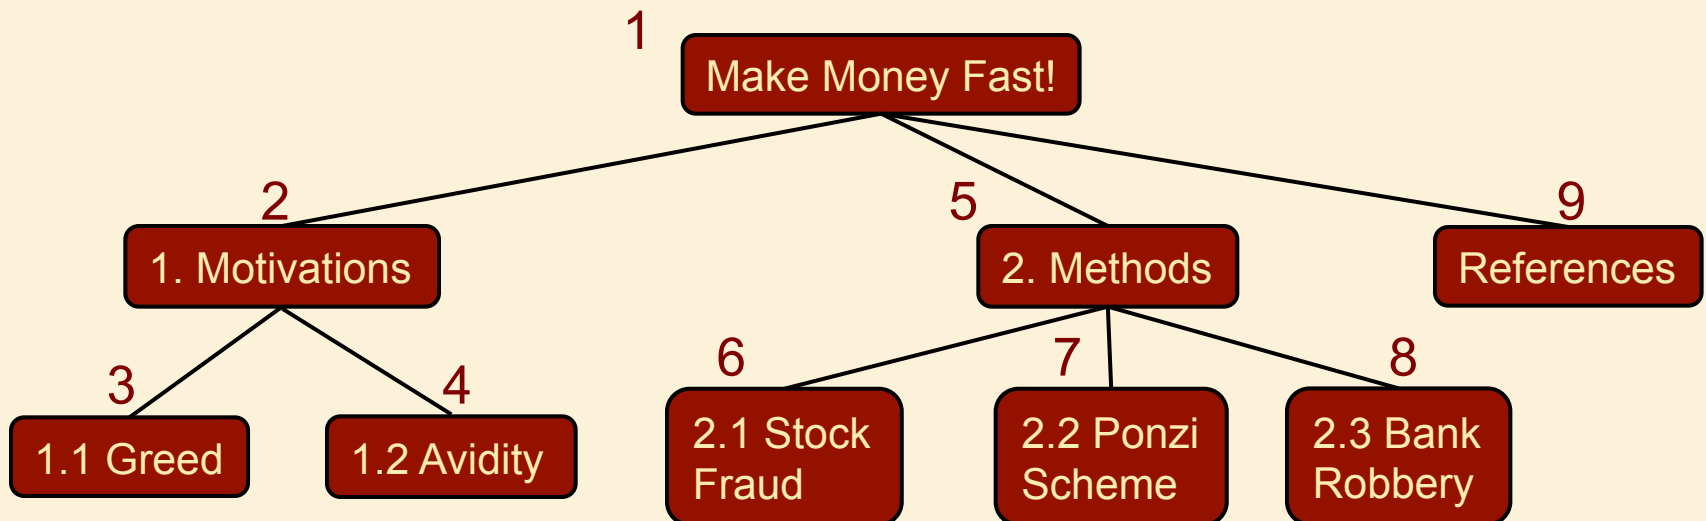 1
Make Money Fast!
2
5
9
1. Motivations
2. Methods
References
3
4
6
7
8
1.1 Greed
1.2 Avidity
2.1 Stock
Fraud
2.2 Ponzi
Scheme
2.3 Bank
Robbery